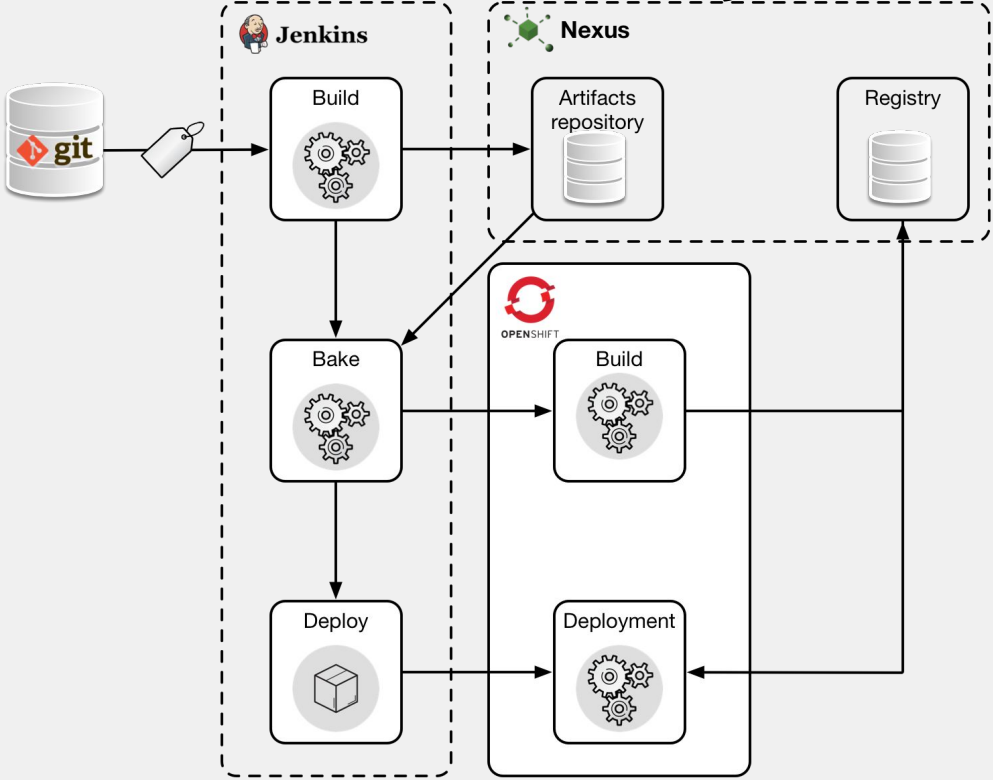 Jenkins
Nexus
Build
Artifacts
repository
Registry
git
OPENSHIFT
Bake
Build
Deploy
Deployment